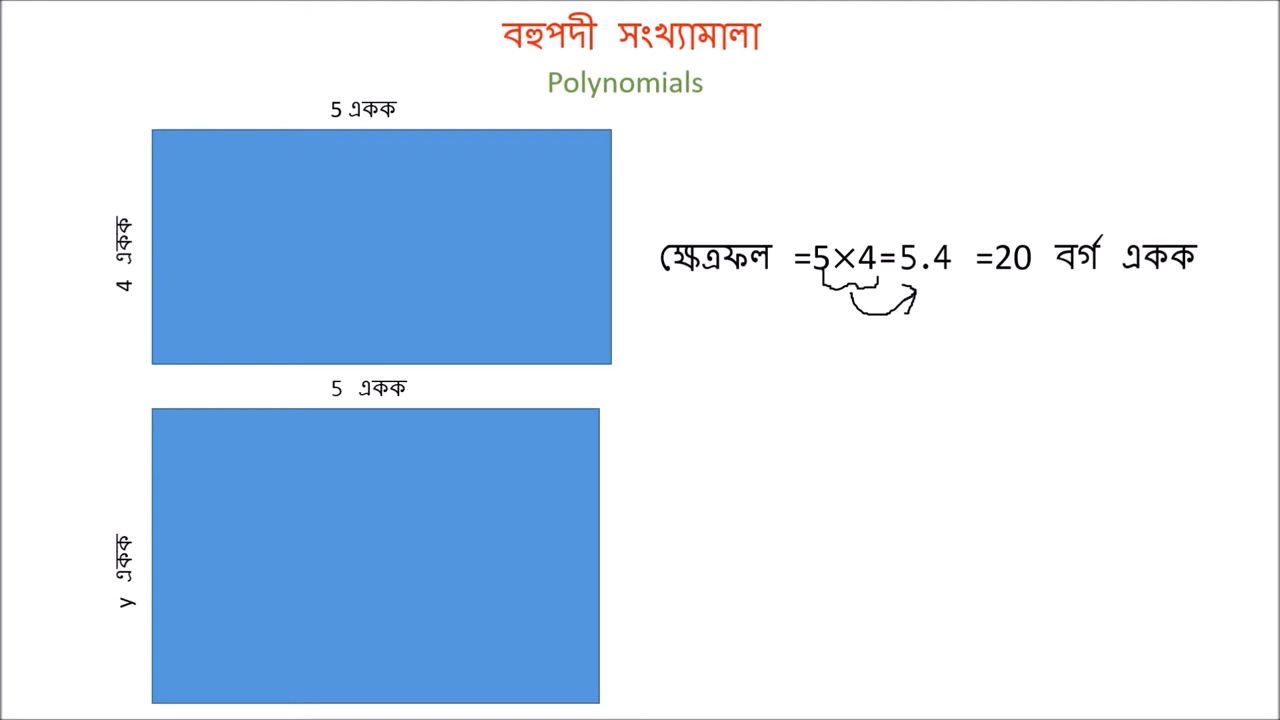 বহুপদী সংখ্যামালা
Polynomials
5 একক
4 একক
ক্ষেত্রফল =5×4=5.4 =20 বর্গ একক
5 একক
y একক